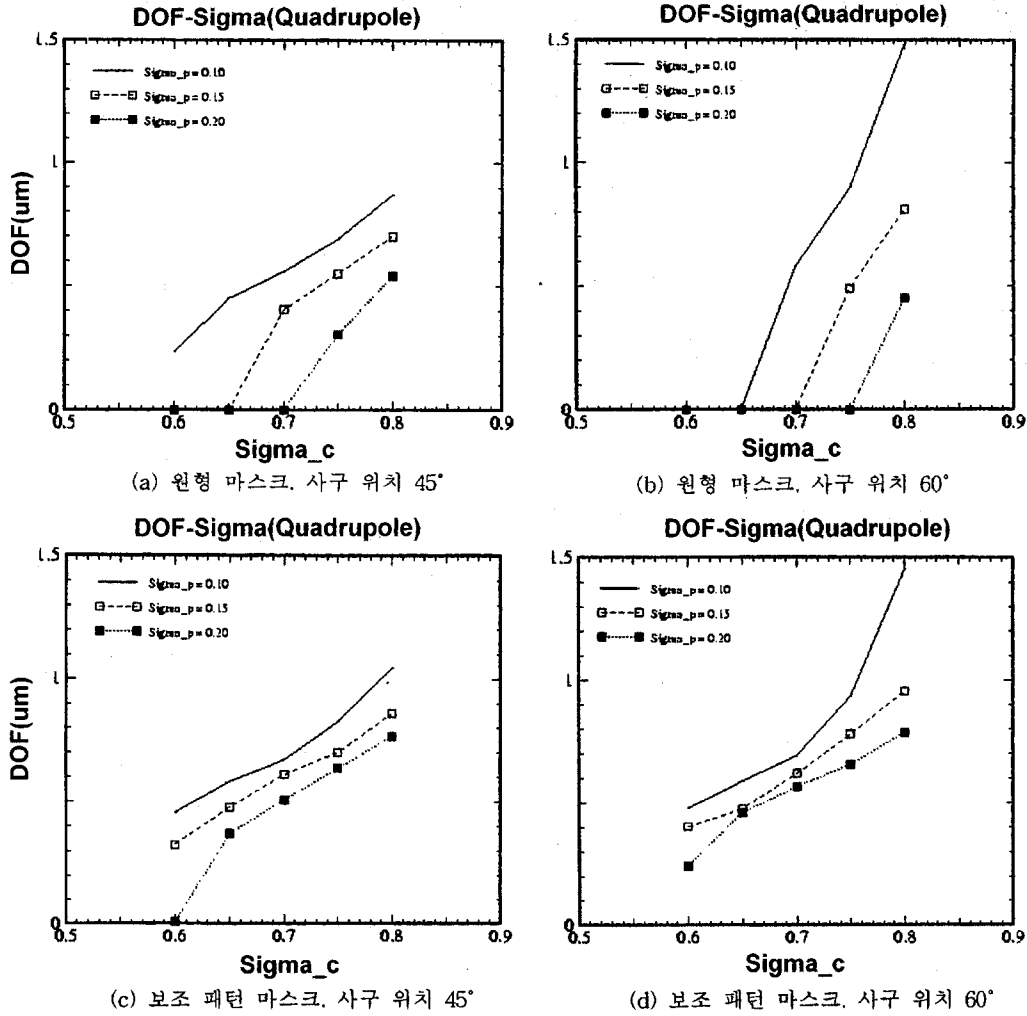 DOF-Sigma(Quadrupole)
1.5
1
0
DOF(um)
Sigma_p=0.10
Sigma_p=0.15
Sigma_p=0.20
0.5 0.6 0.7 0.8 0.9
Sigma_c
(a) 원형 마스크. 사구 위치 45°
DOF-Sigma(Quadrupole)
1.5
1
0
Sigma_p=0.10
Sigma_p=0.15
Sigma_p=0.20
0.5 0.6 0.7 0.8 0.9
Sigma_c
(b) 원형 마스크. 사구 위치 60°
DOF-Sigma(Quadrupole)
1.5
1
0
DOF(um)
Sigma_p=0.10
Sigma_p=0.15
Sigma_p=0.20
0.5 0.6 0.7 0.8 0.9
Sigma_c
(c) 보조 패턴 마스크. 사구 위치 45°
DOF-Sigma(Quadrupole)
1.5
1
0
Sigma_p=0.10
Sigma_p=0.15
Sigma_p=0.20
0.5 0.6 0.7 0.8 0.9
Sigma_c
(d) 보조 패턴 마스크. 사구 위치 60°